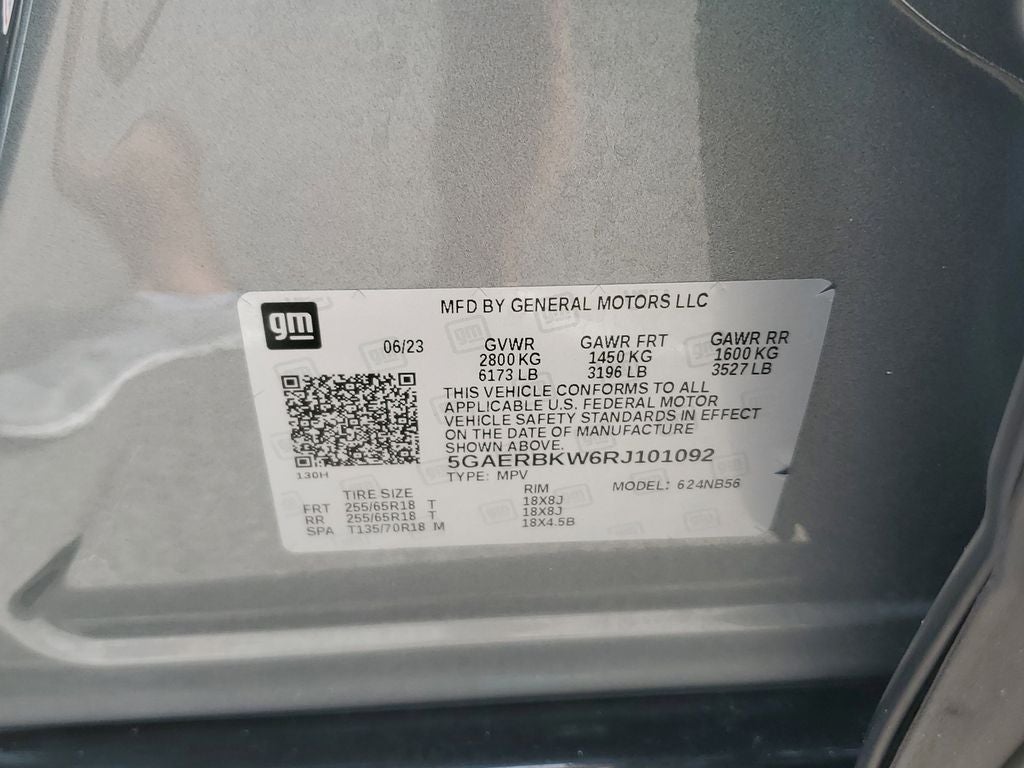 gm
MFD BY GENERAL MOTORS LLC
06/23
GVWR GAWR FRT GAWR RR
2800 KG 1450 KG 1600 KG
6173 LB 3196 LB 3527 LB
THIS VEHICLE CONFORMS TO ALL
APPLICABLE U.S. FEDERAL MOTOR
VEHICLE SAFETY STANDARDS IN EFFECT
ON THE DATE OF MANUFACTURE
SHOWN ABOVE.
5GAERBKW6RJ101092
130H
TYPE: MPV MODEL: 624NB56
TIRE SIZE RIM
FRT 255/65R18 T 18X8J
RR 255/65R18 T 18X8J
SPA T135/70R18 M 18X4.5B